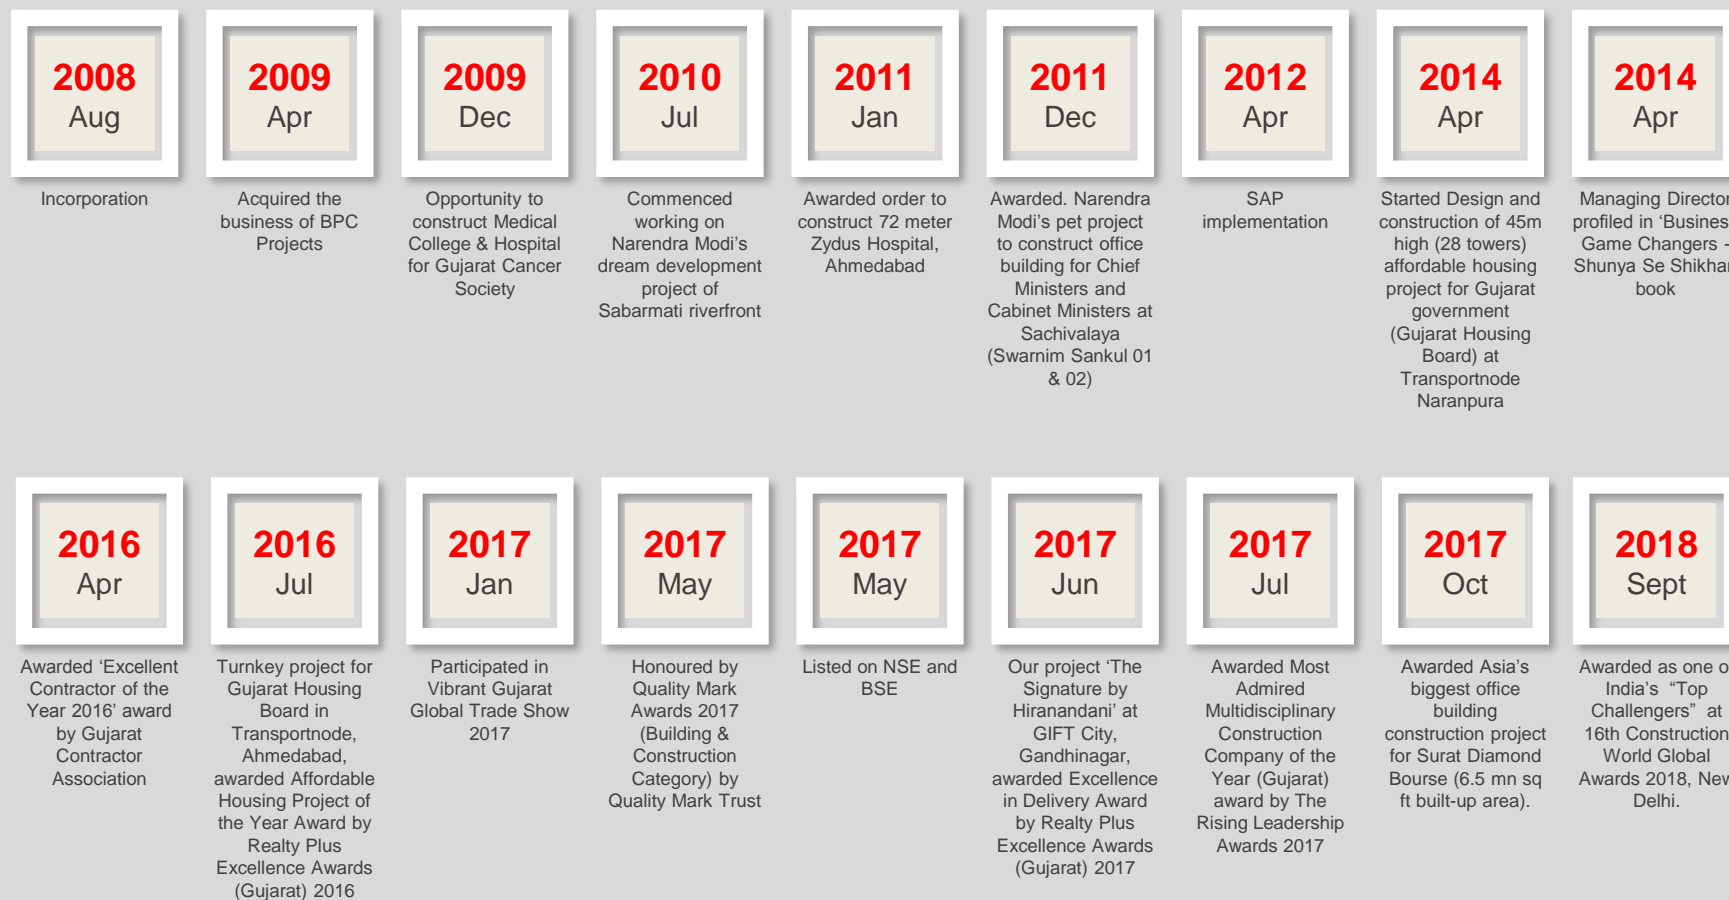 2008
Aug
Incorporation
2009
Apr
Acquired the
business of BPC
Projects
2009
Dec
Opportunity to
construct Medical
College & Hospital
for Gujarat Cancer
Society
2010
Jul
Commenced
working on
Narendra Modi’s
dream development
project of
Sabarmati riverfront
2011
Jan
Awarded order to
construct 72 meter
Zydus Hospital,
Ahmedabad
2011
Dec
Awarded. Narendra
Modi’s pet project
to construct office
building for Chief
Ministers and
Cabinet Ministers at
Sachivalaya
(Swarnim Sankul 01
& 02)
2012
Apr
SAP
implementation
2014
Apr
Started Design and
construction of 45m
high (28 towers)
affordable housing
project for Gujarat
government
(Gujarat Housing
Board) at
Transportnode
Naranpura
2014
Apr
Managing Director
profiled in ‘Business
Game Changers -
Shunya Se Shikhar
book
2016
Apr
Awarded ‘Excellent
Contractor of the
Year 2016’ award
by Gujarat
Contractor
Association
2016
Jul
Turnkey project for
Gujarat Housing
Board in
Transportnode,
Ahmedabad,
awarded Affordable
Housing Project of
the Year Award by
Realty Plus
Excellence Awards
(Gujarat) 2016
2017
Jan
Participated in
Vibrant Gujarat
Global Trade Show
2017
2017
May
Honoured by
Quality Mark
Awards 2017
(Building &
Construction
Category) by
Quality Mark Trust
2017
May
Listed on NSE and
BSE
2017
Jun
Our project ‘The
Signature by
Hiranandani’ at
GIFT City,
Gandhinagar,
awarded Excellence
in Delivery Award
by Realty Plus
Excellence Awards
(Gujarat) 2017
2017
Jul
Awarded Most
Admired
Multidisciplinary
Construction
Company of the
Year (Gujarat)
award by The
Rising Leadership
Awards 2017
2017
Oct
Awarded Asia’s
biggest office
building
construction project
for Surat Diamond
Bourse (6.5 mn sq
ft built-up area).
2018
Sept
Awarded as one o
India’s “Top
Challengers” at
16th Construction
World Global
Awards 2018, New
Delhi.